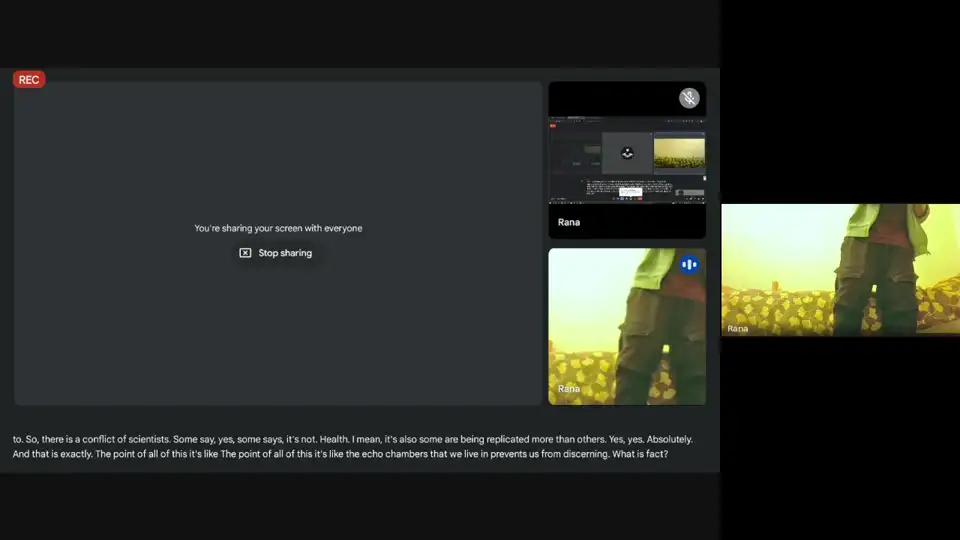 REC
You're sharing your screen with everyone
Stop sharing
Rana
Rana
Rana
to. So, there is a conflict of scientists. Some say, yes, some says, it's not. Health. I mean, it's also some are being replicated more than others. Yes, yes. Absolutely.
And that is exactly. The point of all of this it's like The point of all of this it's like the echo chambers that we live in prevents us from discerning. What is fact?